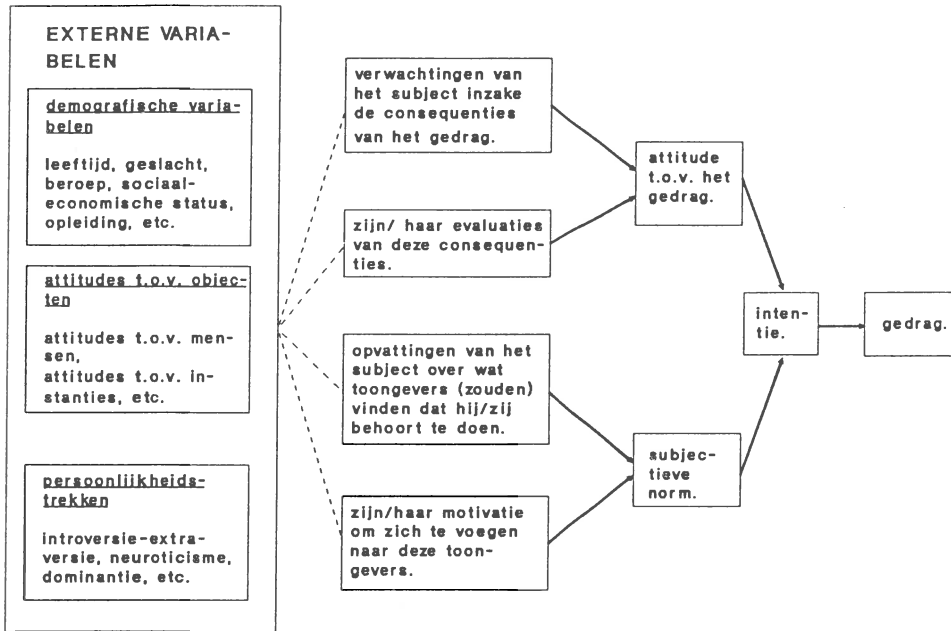 EXTERNE VARIA-
BELEN
demografische varia-
belen
leeftijd, geslacht,
beroep, sociaal-
economische status,
opleiding, etc.
attitudes t.o.v. objec-
ten
attitudes t.o.v. men-
sen,
attitudes t.o.v. in-
stanties, etc.
persoonlijkheids-
trekken
introversie-extra-
versie, neuroticisme,
dominantie, etc.
verwachtingen van
het subject inzake
de consequenties
van het gedrag.
zijn/ haar evaluaties
van deze consequen-
ties.
opvattingen van het
subject over wat
toongevers (zouden)
vinden dat hij/zij
behoort te doen.
zijn/haar motivatie
om zich te voegen
naar deze toon-
gevers.
attitude
t.o.v. het
gedrag.
subjec-
tieve
norm.
inten-
tie.
gedrag.